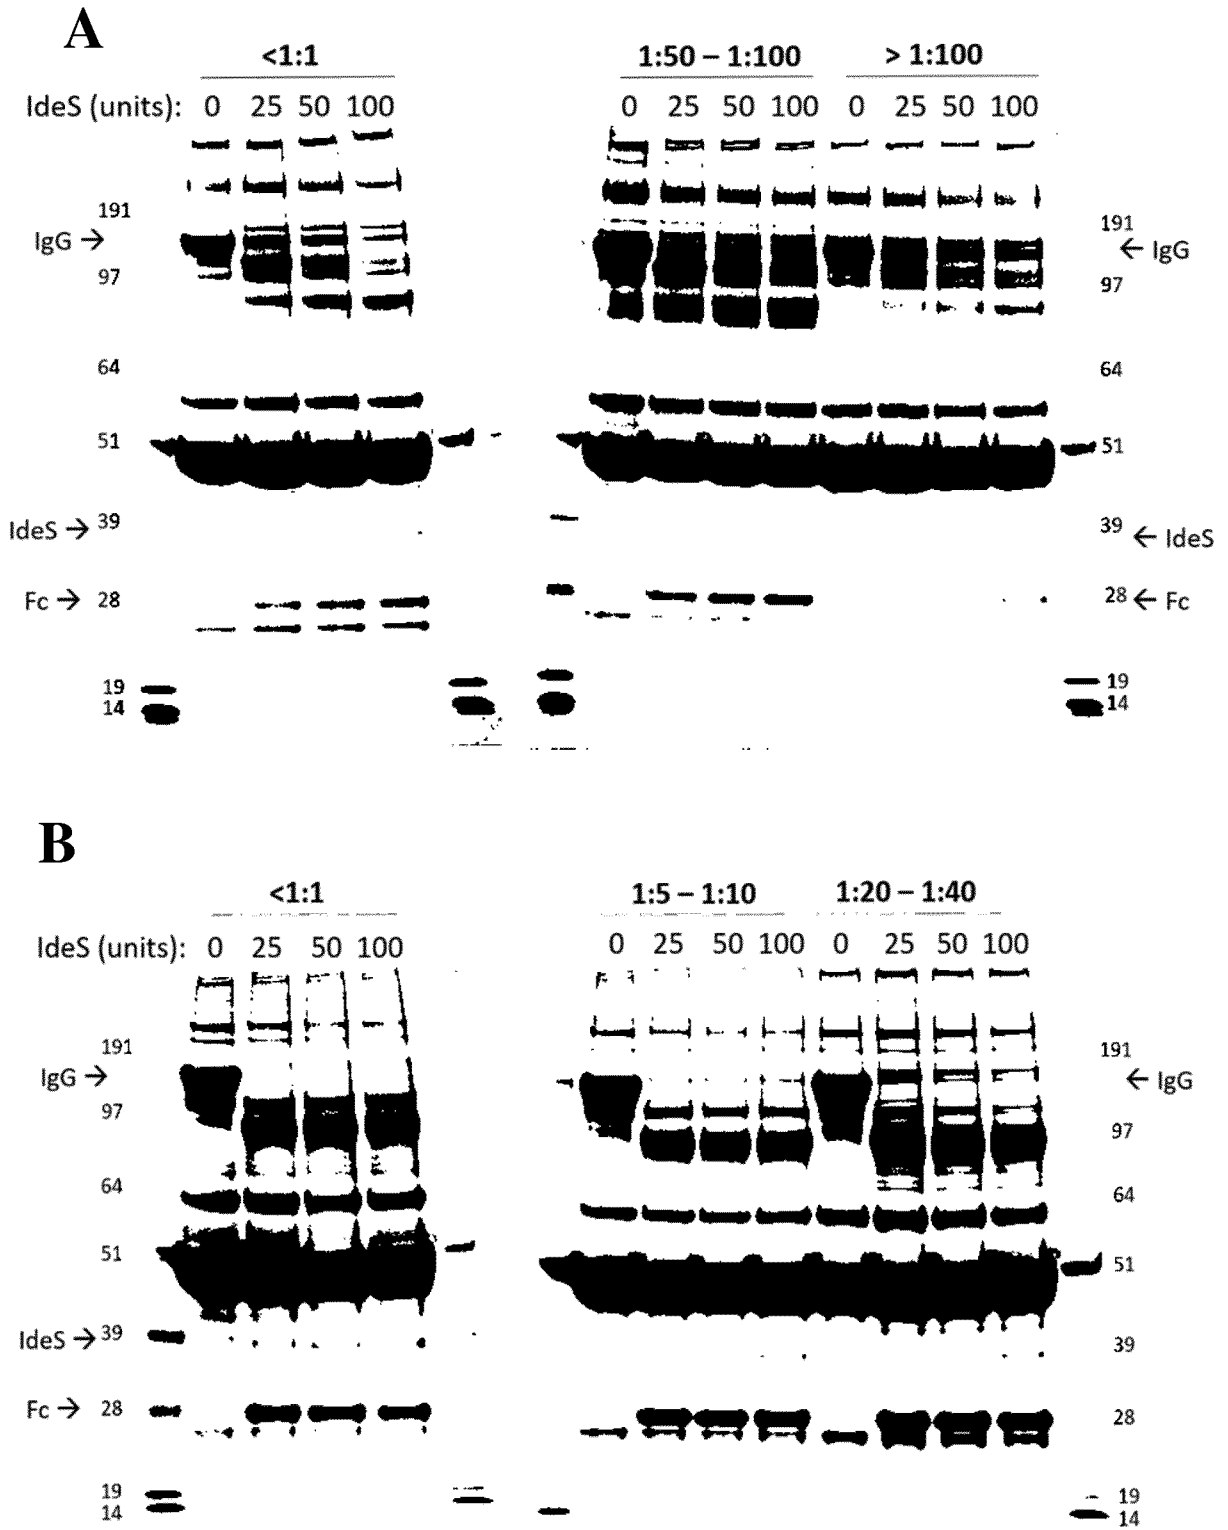 A
<1:1 1:50 – 1:100 > 1:100
IdeS (units): 0 25 50 100 0 25 50 100 0 25 50 100
191 191
IgG → ← IgG
97 97
64 64
51 51
IdeS → 39 39 ← IdeS
Fc → 28 28 ← Fc
19 19
14 14
B
<1:1 1:5 – 1:10 1:20 – 1:40
IdeS (units): 0 25 50 100 0 25 50 100 0 25 50 100
191 191
IgG → ← IgG
97 97
64 64
51 51
IdeS → 39 39
Fc → 28 28
19 19
14 14